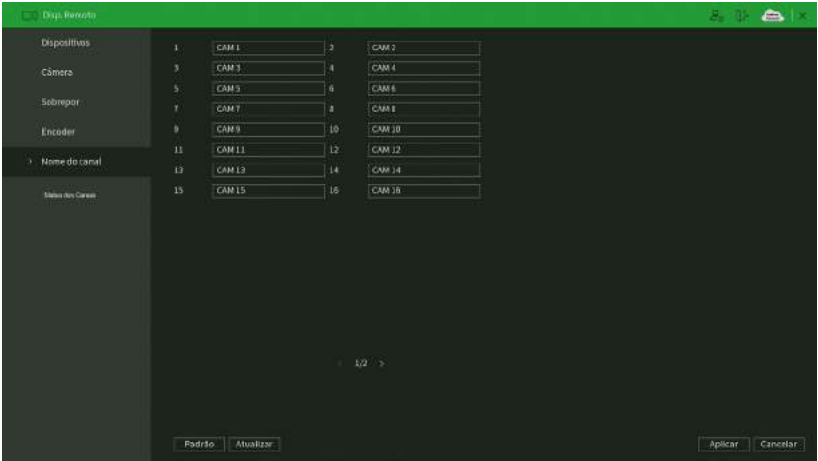 Disp. Remoto
Dispositivos
Câmera
Sobrepor
Encoder
> Nome do canal
Status dos Canais
1 CAM 1 2 CAM 2
3 CAM 3 4 CAM 4
5 CAM 5 6 CAM 6
7 CAM 7 8 CAM 8
9 CAM 9 10 CAM 10
11 CAM 11 12 CAM 12
13 CAM 13 14 CAM 14
15 CAM 15 16 CAM 16
< 1/2 >
Padrão Atualizar Aplicar Cancelar